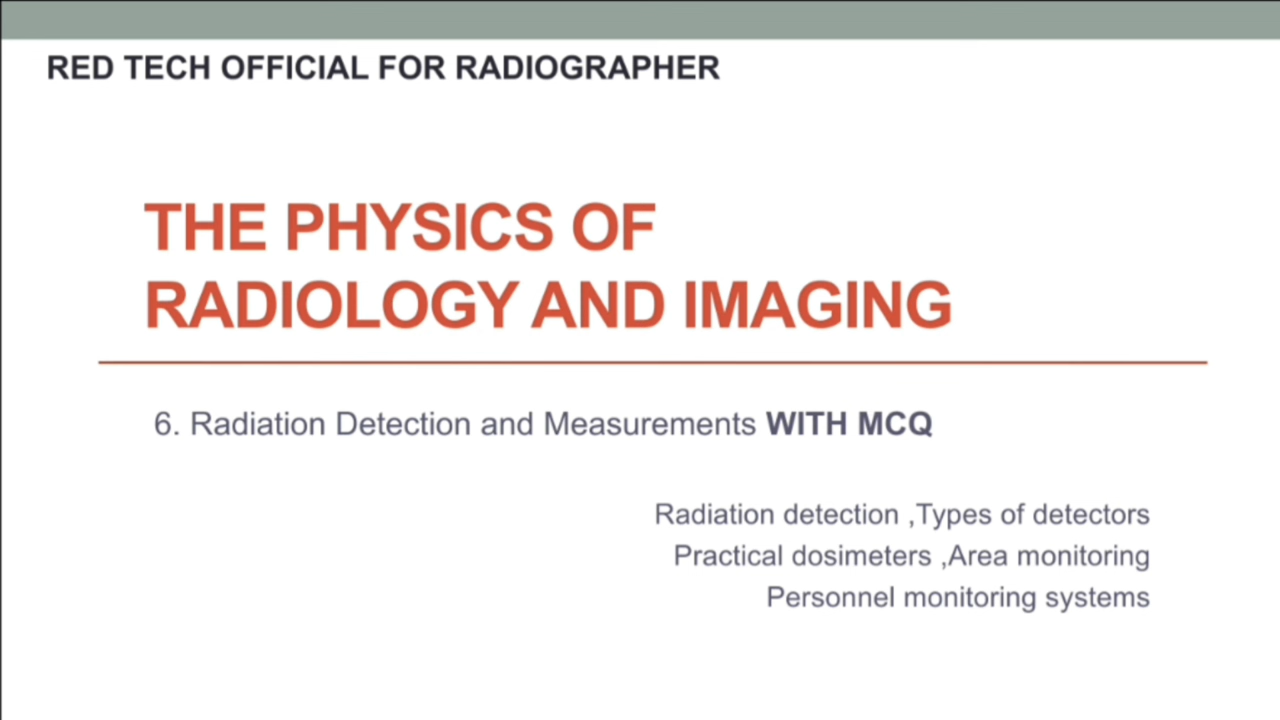 RED TECH OFFICIAL FOR RADIOGRAPHER
THE PHYSICS OF
RADIOLOGY AND IMAGING
6. Radiation Detection and Measurements WITH MCQ
Radiation detection ,Types of detectors
Practical dosimeters ,Area monitoring
Personnel monitoring systems